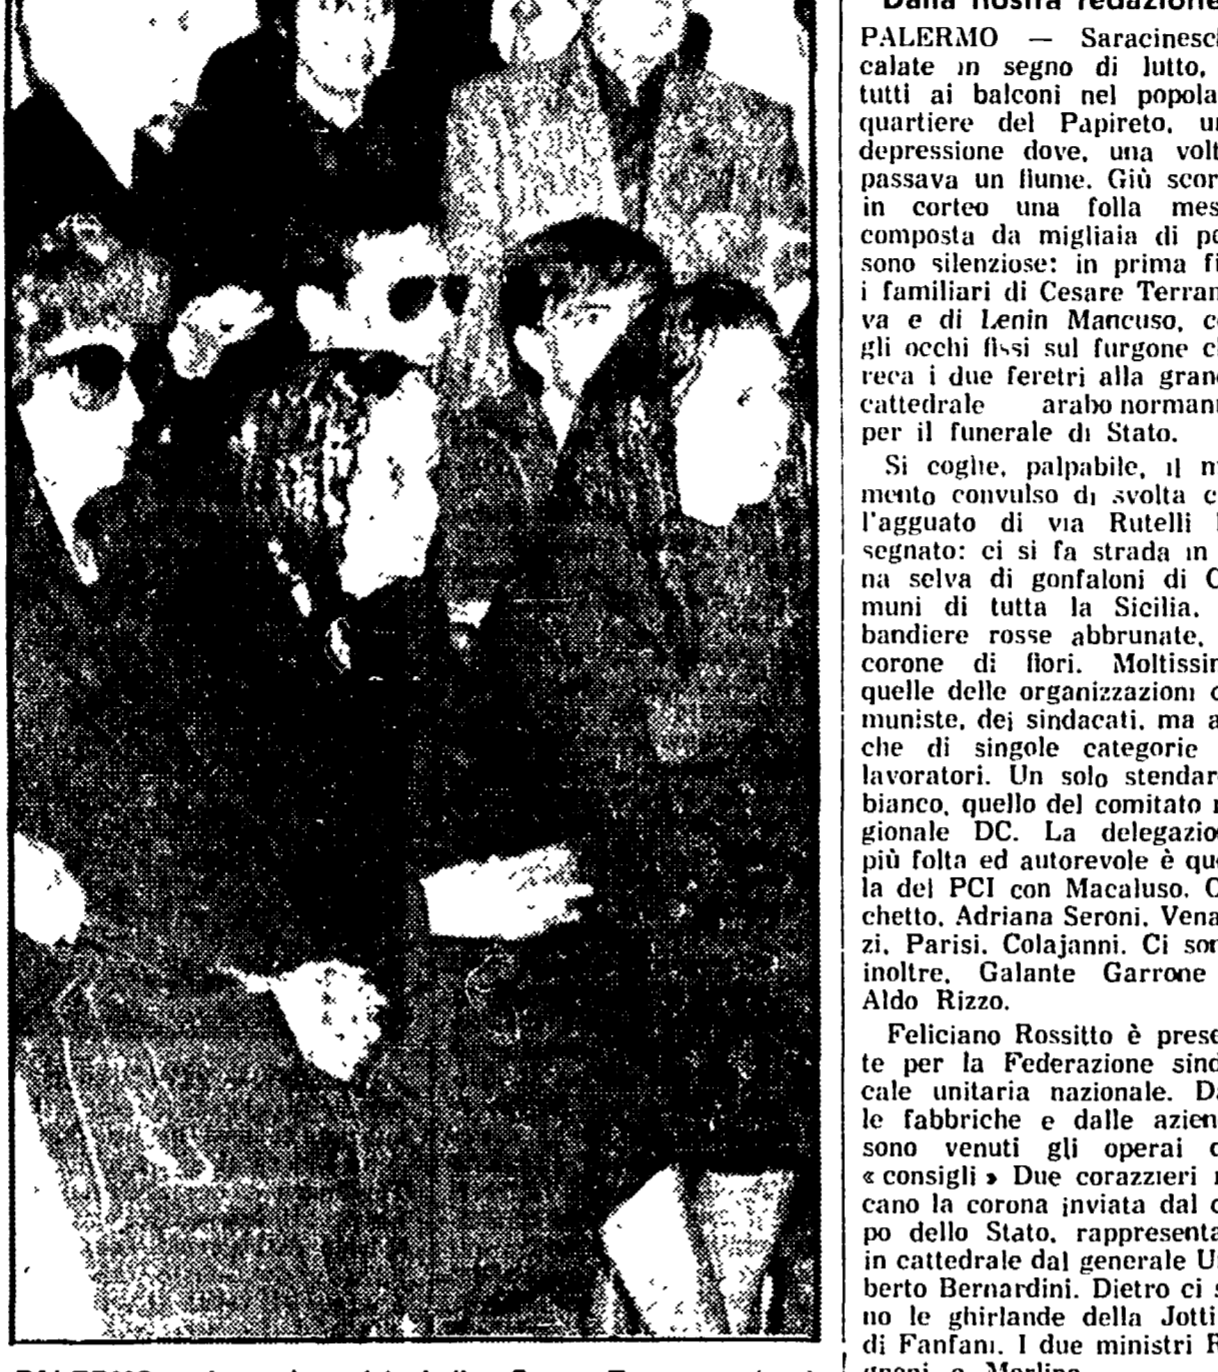 Dalla nostra redazione
PALERMO — Saracinesc
calate in segno di lutto,
tutti ai balconi nel popola
quartiere del Papireto, u
depressione dove, una volt
passava un fiume. Giù scor
in corteo una folla mes
composta da migliaia di pe
sono silenziose: in prima fi
i familiari di Cesare Terran
va e di Lenin Mancuso, c
gli occhi fissi sul furgone c
reca i due feretri alla gran
cattedrale arabo norman
per il funerale di Stato.
Si coglie, palpabile, il m
mento convulso di svolta c
l'agguato di via Rutelli
segnato: ci si fa strada in
na selva di gonfaloni di C
muni di tutta la Sicilia,
bandiere rosse abbrunate,
corone di fiori. Moltissim
quelle delle organizzazioni c
muniste, dei sindacati, ma a
che di singole categorie
lavoratori. Un solo stendar
bianco, quello del comitato r
gionale DC. La delegazio
più folta ed autorevole è que
la del PCI con Macaluso, O
chetto, Adriana Seroni, Vena
zi, Parisi, Colajanni. Ci son
inoltre, Galante Garrone
Aldo Rizzo.
Feliciano Rossitto è prese
te per la Federazione sind
cale unitaria nazionale. Da
le fabbriche e dalle azien
sono venuti gli operai d
« consigli » Due corazzieri r
cano la corona inviata dal c
po dello Stato, rappresenta
in cattedrale dal generale U
berto Bernardini. Dietro ci s
no le ghirlande della Jotti
di Fanfani. I due ministri R
gnoni e Morlino